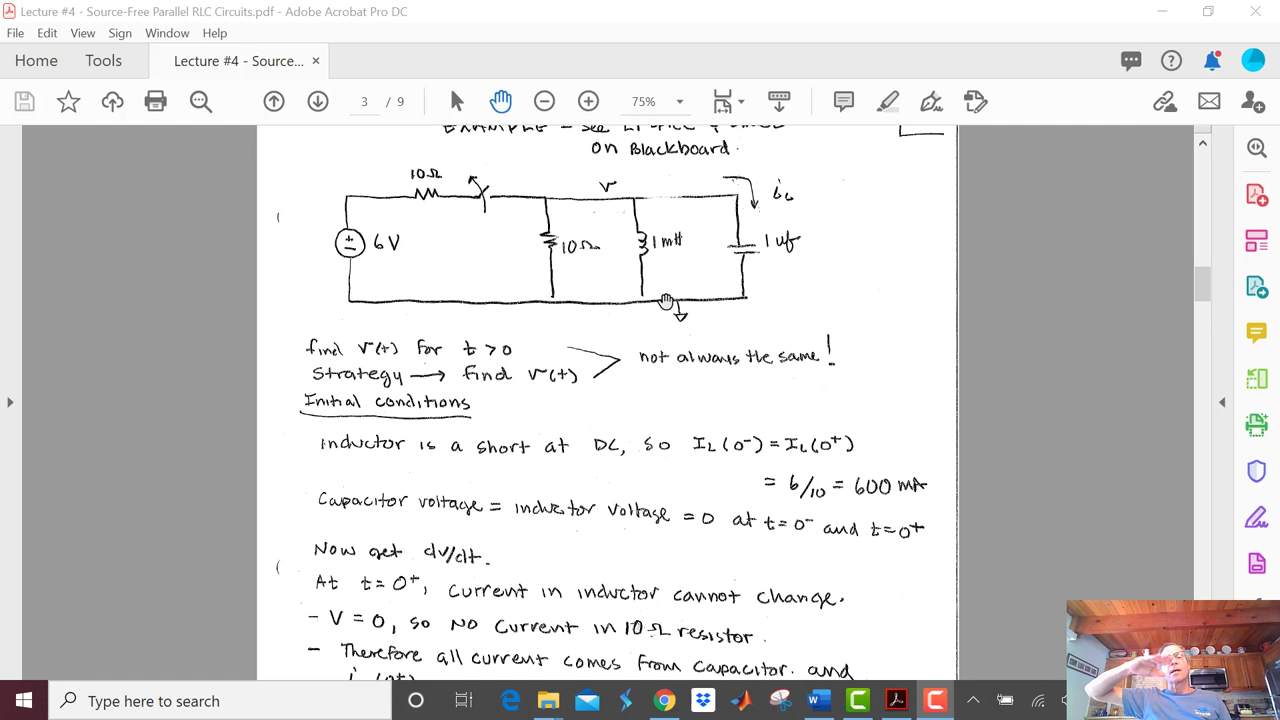 Lecture #4 - Source-Free Parallel RLC Circuits.pdf - Adobe Acrobat Pro DC
File Edit View Sign Window Help
Home Tools Lecture #4 - Source... ×
3 / 9 75%
on Blackboard.
10Ω v ic
6V 10Ω 1mH 1uf
find v(t) for t > 0
Strategy → find v(t) not always the same!
Initial conditions
Inductor is a short at DC, so IL(0-) = IL(0+)
= 6/10 = 600 mA
Capacitor voltage = inductor voltage = 0 at t=0- and t=0+
Now get dv/dt.
At t=0+, current in inductor cannot change.
- V = 0, so NO current in 10Ω resistor.
- Therefore all current comes from capacitor. and
Type here to search